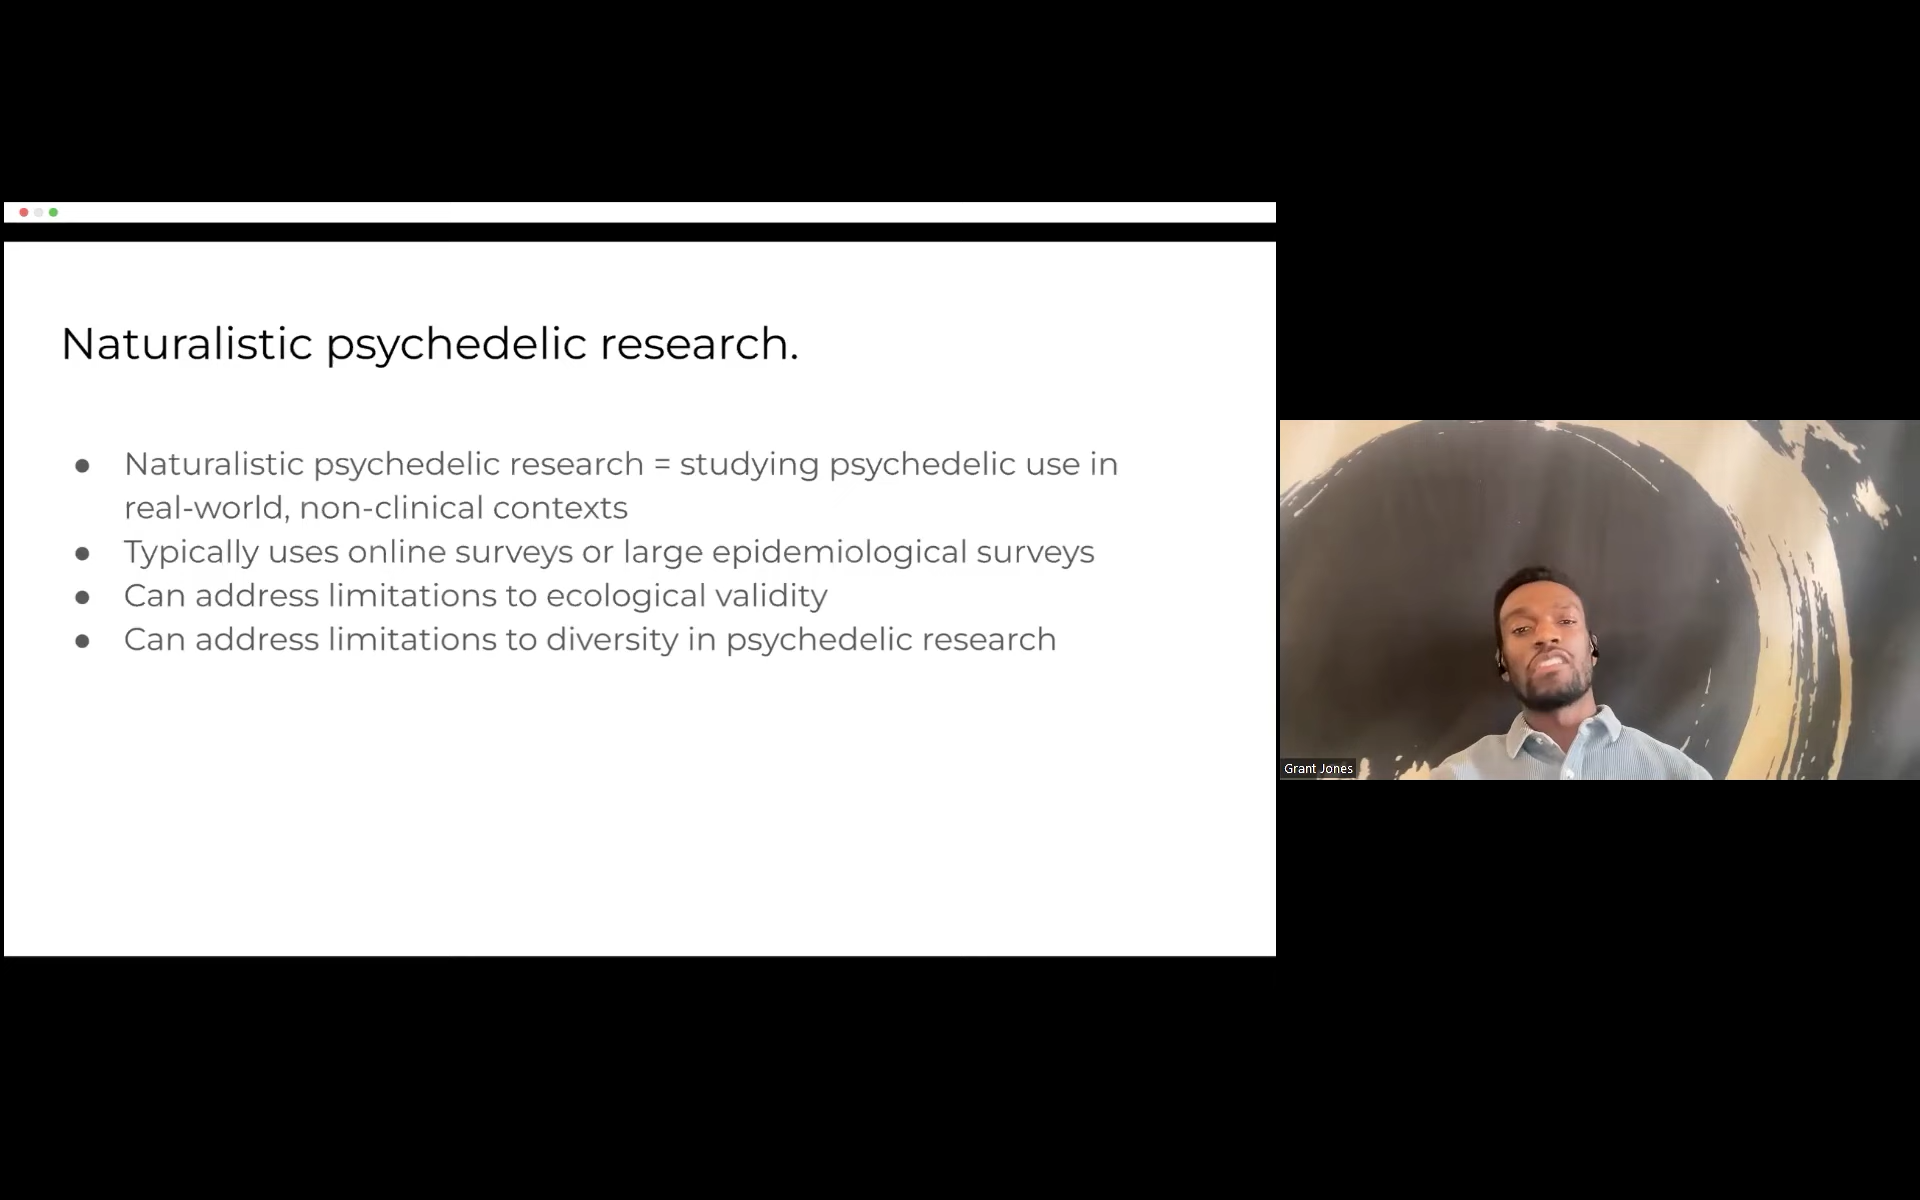 Naturalistic psychedelic research.
● Naturalistic psychedelic research = studying psychedelic use in
real-world, non-clinical contexts
● Typically uses online surveys or large epidemiological surveys
● Can address limitations to ecological validity
● Can address limitations to diversity in psychedelic research
Grant Jones